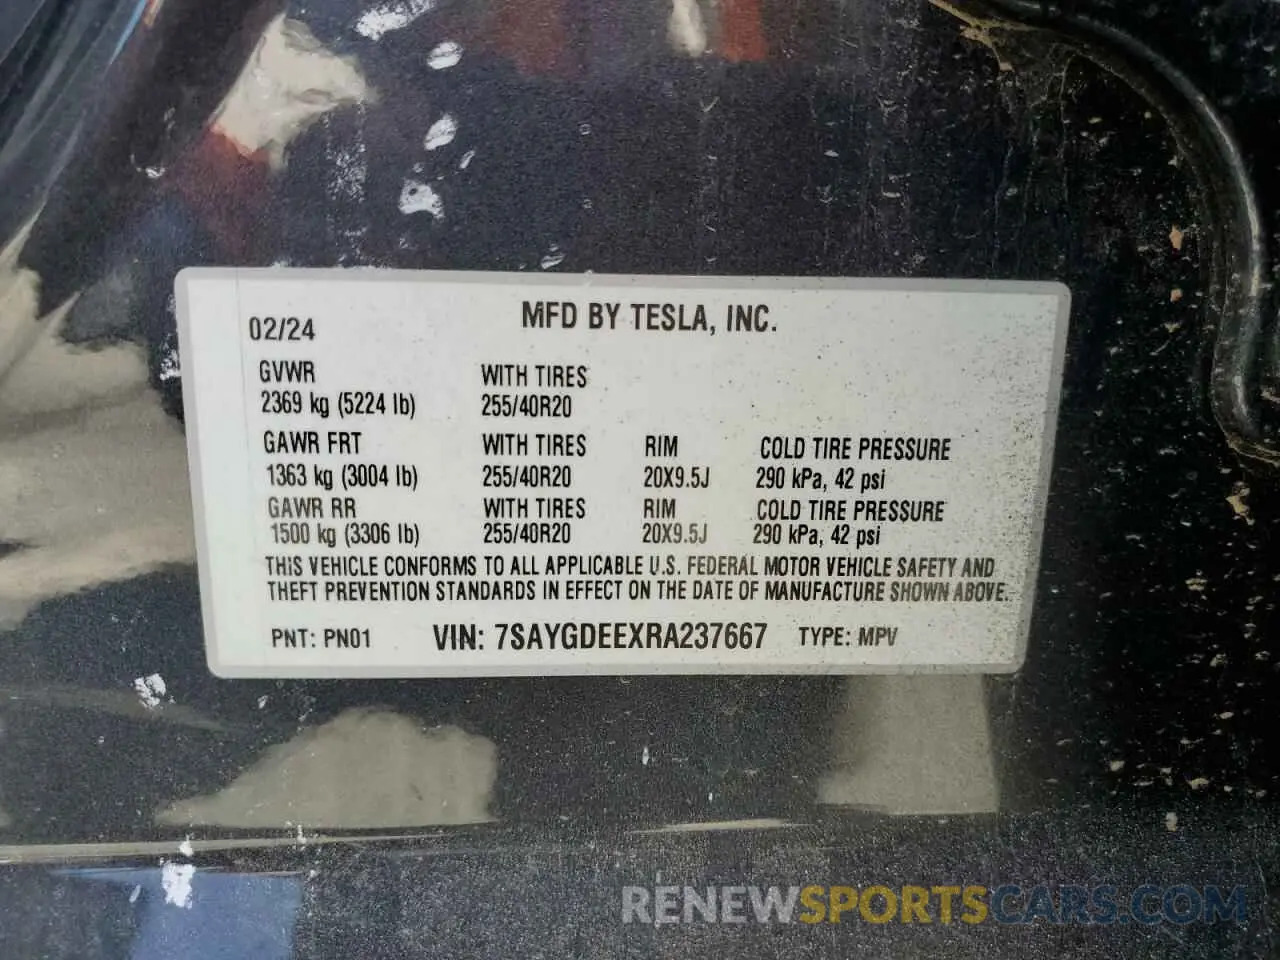 MFD BY TESLA, INC.
02/24
GVWR WITH TIRES
2369 kg (5224 lb) 255/40R20
GAWR FRT WITH TIRES RIM COLD TIRE PRESSURE
1363 kg (3004 lb) 255/40R20 20X9.5J 290 kPa, 42 psi
GAWR RR WITH TIRES RIM COLD TIRE PRESSURE
1500 kg (3306 lb) 255/40R20 20X9.5J 290 kPa, 42 psi
THIS VEHICLE CONFORMS TO ALL APPLICABLE U.S. FEDERAL MOTOR VEHICLE SAFETY AND
THEFT PREVENTION STANDARDS IN EFFECT ON THE DATE OF MANUFACTURE SHOWN ABOVE.
PNT: PN01 VIN: 7SAYGDEEXRA237667 TYPE: MPV
RENEWSPORTSCARS.COM